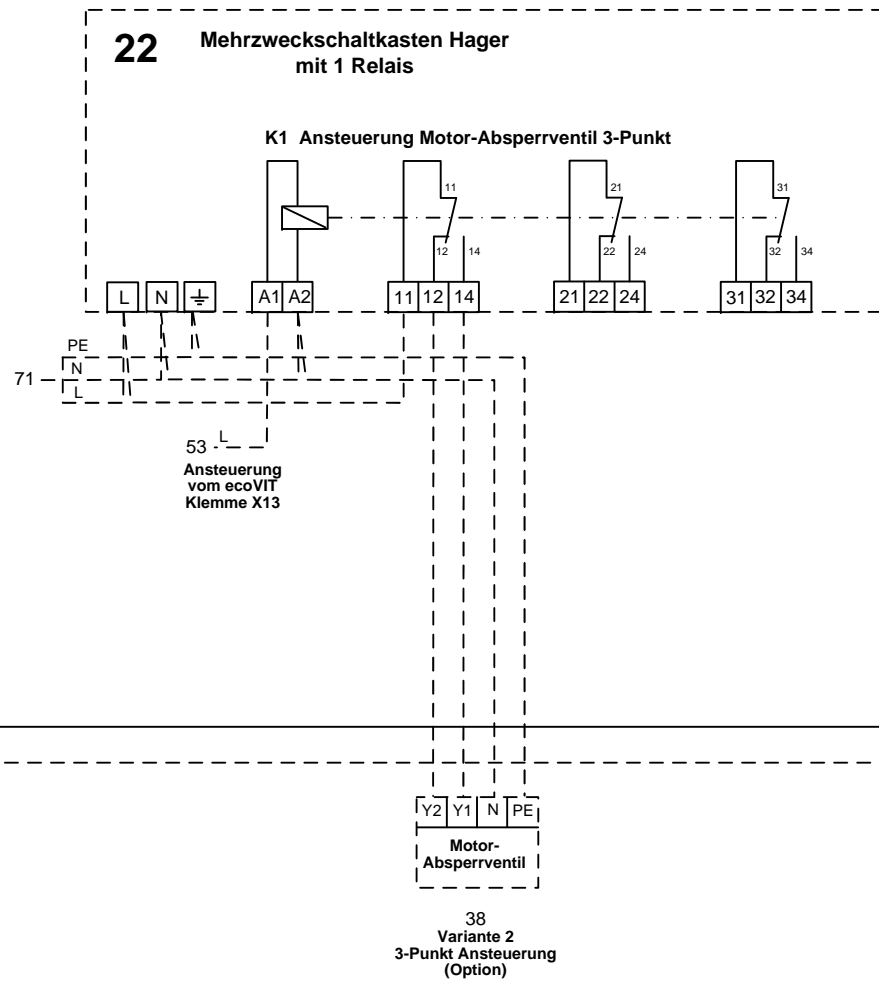 22
Mehrzweckschaltkasten Hager
mit 1 Relais
K1 Ansteuerung Motor-Absperrventil 3-Punkt
11
21
31
12
14
22
24
32
34
L N A1 A2 11 12 14 21 22 24 31 32 34
PE
N
71
L
L
53
Ansteuerung
vom ecoVIT
Klemme X13
Y2 Y1 N PE
Motor-
Absperrventil
38
Variante 2
3-Punkt Ansteuerung
(Option)